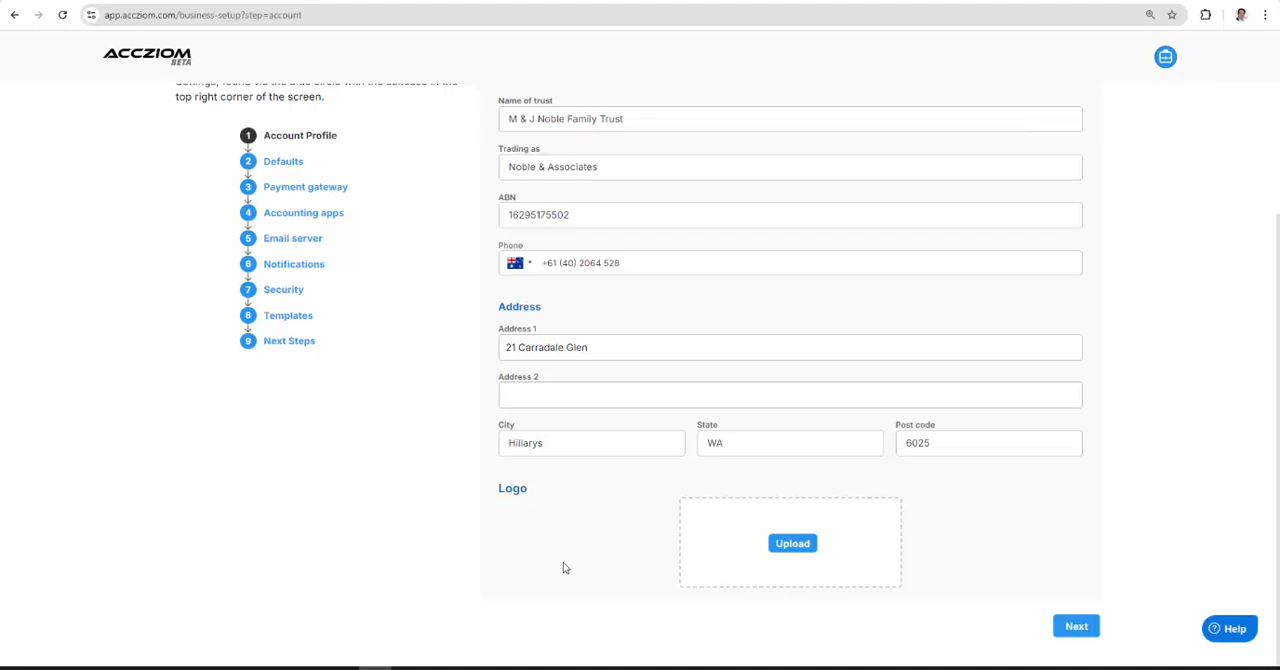 app.accziom.com/business-setup?step=account
ACCZIOM
BETA
top right corner of the screen.
1 Account Profile
2 Defaults
3 Payment gateway
4 Accounting apps
5 Email server
6 Notifications
7 Security
8 Templates
9 Next Steps
Name of trust
M & J Noble Family Trust
Trading as
Noble & Associates
ABN
16295175502
Phone
+61 (40) 2064 528
Address
Address 1
21 Carradale Glen
Address 2
City State Post code
Hillarys WA 6025
Logo
Upload
Next
Help